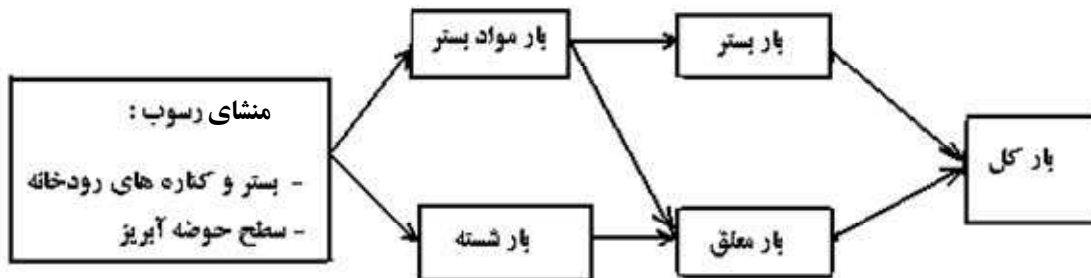 منشای رسوب :
- بستر و کناره های رودخانه
- سطح حوضه آبریز
بار مواد بستر
بار شسته
بار بستر
بار معلق
بار کل